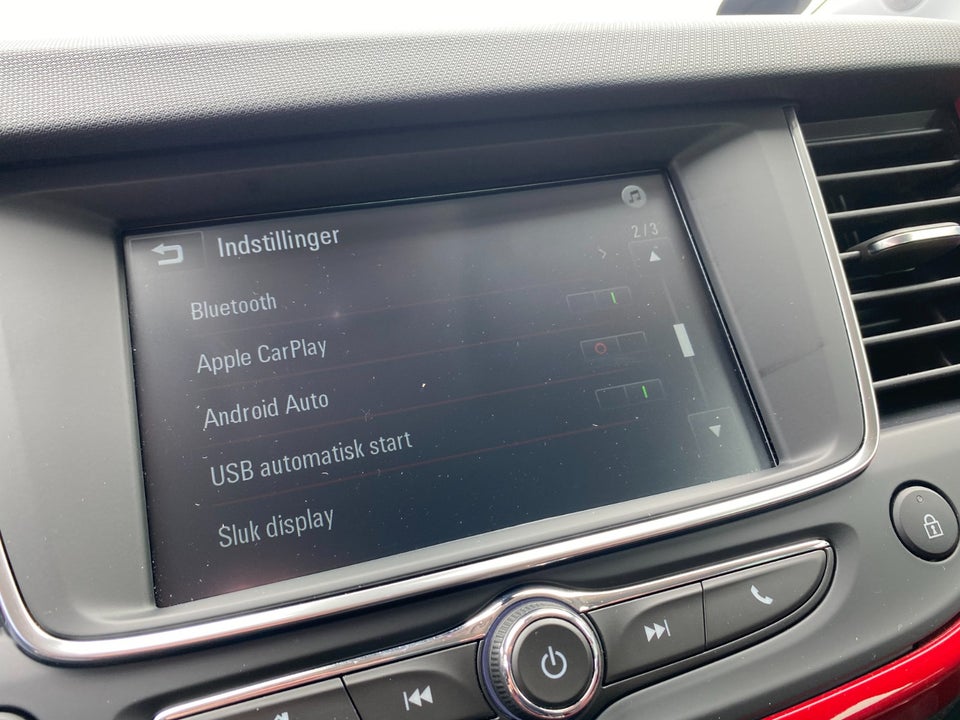 Indstillinger
2/3
Bluetooth
Apple CarPlay
Android Auto
USB automatisk start
Sluk display